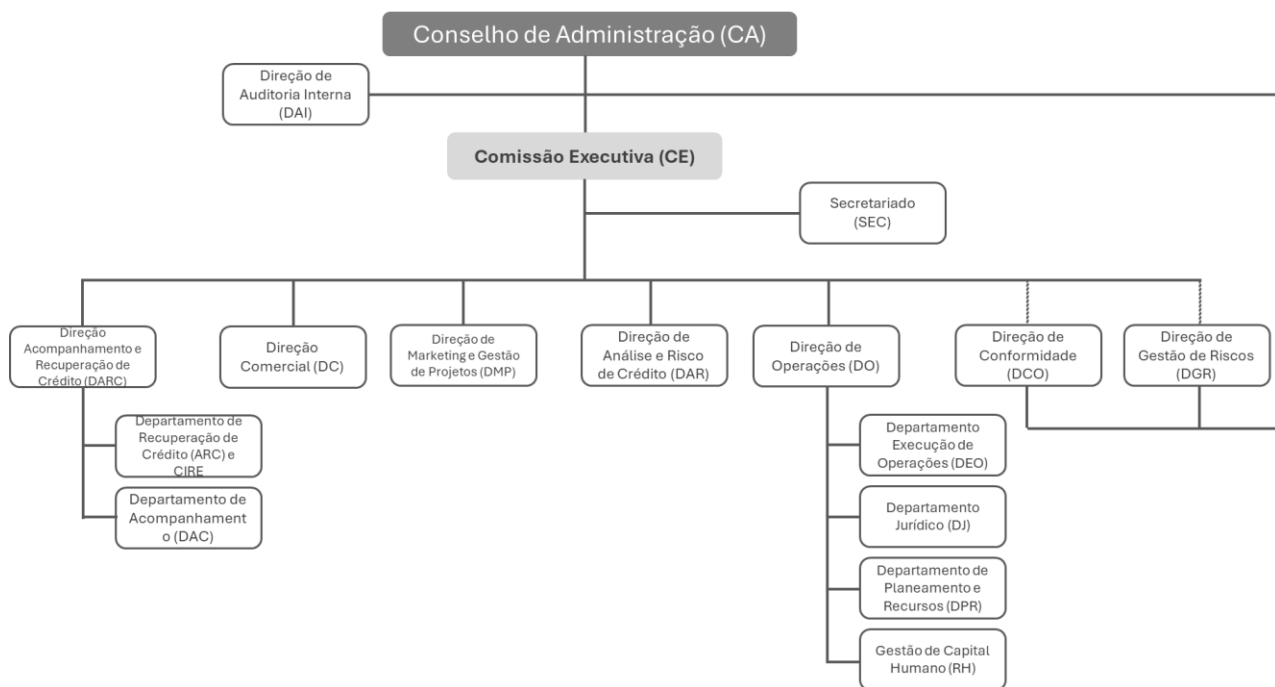 Conselho de Administração (CA)
Direção de
Auditoria Interna
(DAI)
Comissão Executiva (CE)
Secretariado
(SEC)
Direção
Acompanhamento e
Recuperação de
Crédito (DARC)
Direção
Comercial (DC)
Direção de
Marketing e Gestão
de Projetos (DMP)
Direção de
Análise e Risco
de Crédito (DAR)
Direção de
Operações (DO)
Direção de
Conformidade
(DCO)
Direção de
Gestão de Riscos
(DGR)
Departamento de
Recuperação de
Crédito (ARC) e
CIRE
Departamento de
Acompanhament
o (DAC)
Departamento
Execução de
Operações (DEO)
Departamento
Jurídico (DJ)
Departamento de
Planeamento e
Recursos (DPR)
Gestão de Capital
Humano (RH)